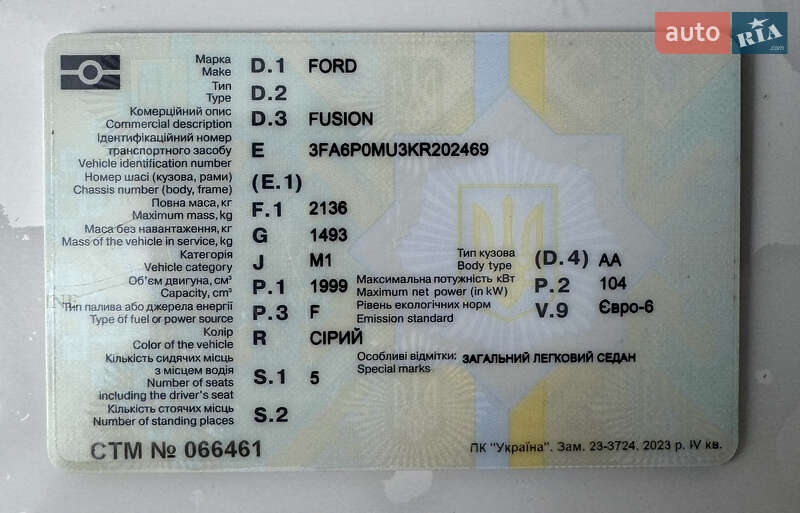 auto RIA.com
Марка D.1 FORD
Make
Тип D.2
Type
Комерційний опис D.3 FUSION
Commercial description
Ідентифікаційний номер
транспортного засобу E 3FA6P0MU3KR202469
Vehicle identification number
Номер шасі (кузова, рами) (E.1)
Chassis number (body, frame)
Повна маса, кг F.1 2136
Maximum mass, kg
Маса без навантаження, кг G 1493
Mass of the vehicle in service, kg
Категорія J M1 Тип кузова (D.4) AA
Vehicle category Body type
Об'єм двигуна, см³ P.1 1999 Максимальна потужність кВт P.2 104
Capacity, cm³ Maximum net power (in kW)
Тип палива або джерела енергії P.3 F Рівень екологічних норм V.9 Євро-6
Type of fuel or power source Emission standard
Колір R СІРИЙ
Color of the vehicle
Кількість сидячих місць Особливі відмітки: ЗАГАЛЬНИЙ ЛЕГКОВИЙ СЕДАН
з місцем водія S.1 5 Special marks
Number of seats
including the driver's seat
Кількість стоячих місць S.2
Number of standing places
СТМ № 066461
ПК "Україна". Зам. 23-3724. 2023 р. IV кв.